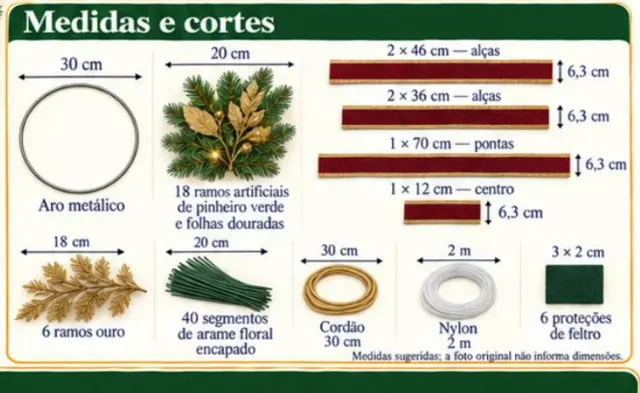 Medidas e cortes
30 cm
Aro metálico
20 cm
18 ramos artificiais
de pinheiro verde
e folhas douradas
2 × 46 cm — alças
6,3 cm
2 × 36 cm — alças
6,3 cm
1 × 70 cm — pontas
6,3 cm
1 × 12 cm — centro
6,3 cm
18 cm
6 ramos ouro
20 cm
40 segmentos
de arame floral
encapado
30 cm
Cordão
30 cm
2 m
Nylon
2 m
3 × 2 cm
6 proteções
de feltro
Medidas sugeridas; a foto original não informa dimensões.